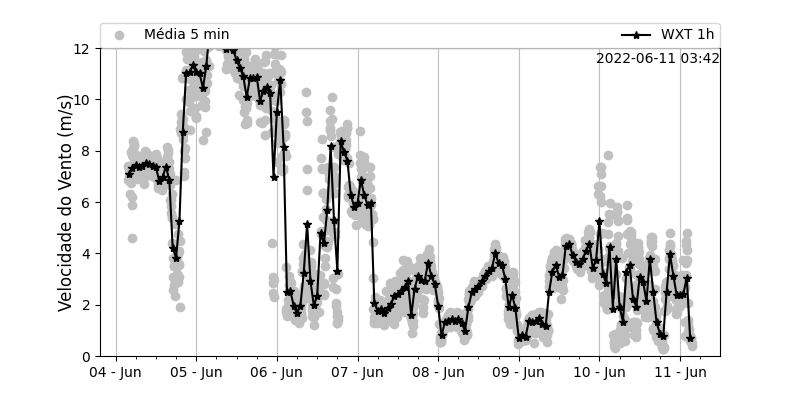 Média 5 min
WXT 1h
2022-06-11 03:42
Velocidade do Vento (m/s)
12
10
8
6
4
2
0
04 - Jun
05 - Jun
06 - Jun
07 - Jun
08 - Jun
09 - Jun
10 - Jun
11 - Jun